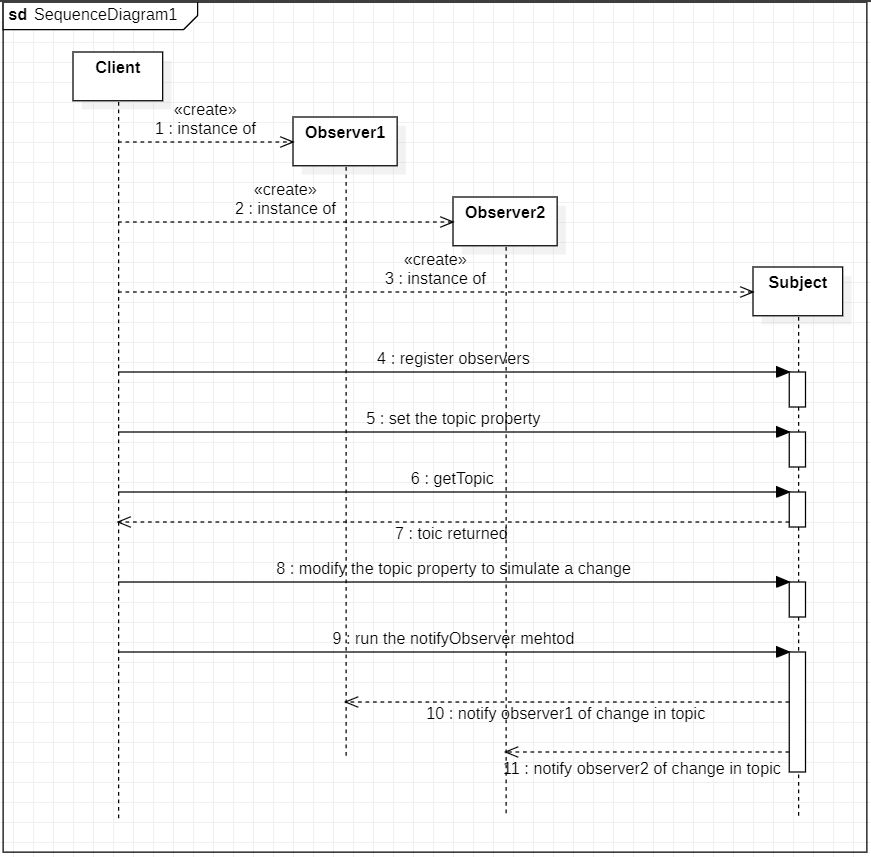 sd SequenceDiagram1
Client
«create»
1 : instance of
Observer1
«create»
2 : instance of
Observer2
«create»
3 : instance of
Subject
4 : register observers
5 : set the topic property
6 : getTopic
7 : toic returned
8 : modify the topic property to simulate a change
9 : run the notifyObserver mehtod
10 : notify observer1 of change in topic
11 : notify observer2 of change in topic